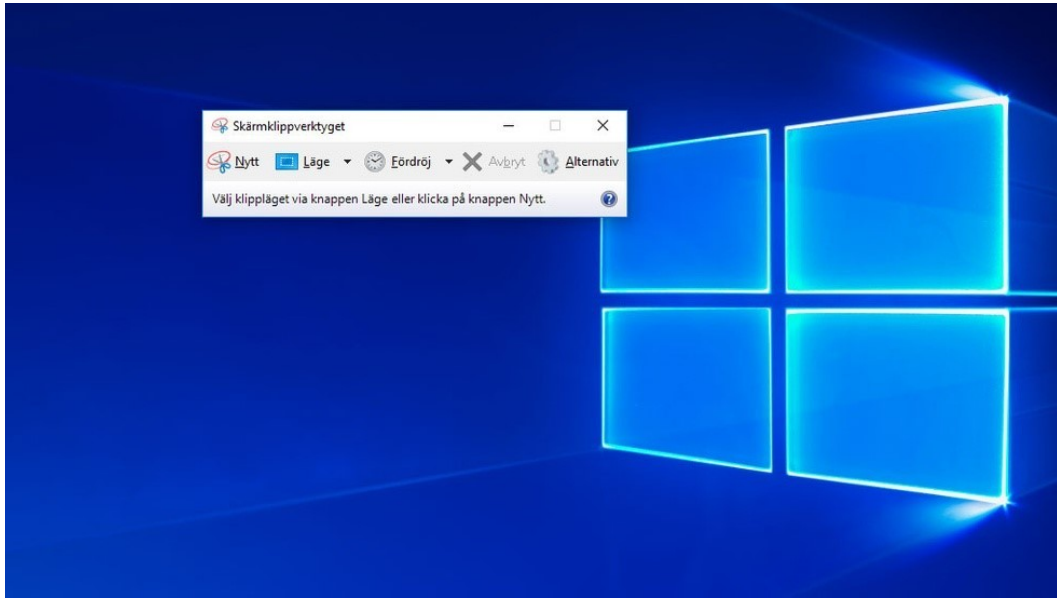 Skärmklippverktyget
Nytt Läge Fördröj Avbryt Alternativ
Välj klippläget via knappen Läge eller klicka på knappen Nytt.